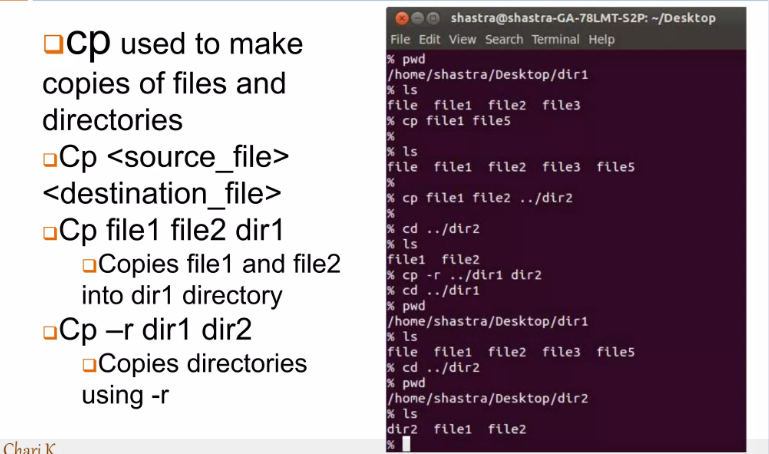 cp used to make
copies of files and
directories
Cp <source_file>
<destination_file>
Cp file1 file2 dir1
Copies file1 and file2
into dir1 directory
Cp –r dir1 dir2
Copies directories
using -r
Chari K
shastra@shastra-GA-78LMT-S2P: ~/Desktop
File Edit View Search Terminal Help
% pwd
/home/shastra/Desktop/dir1
% ls
file file1 file2 file3
% cp file1 file5
%
% ls
file file1 file2 file3 file5
%
% cp file1 file2 ../dir2
%
% cd ../dir2
% ls
file1 file2
% cp -r ../dir1 dir2
% cd ../dir1
% pwd
/home/shastra/Desktop/dir1
% ls
file file1 file2 file3 file5
% cd ../dir2
% pwd
/home/shastra/Desktop/dir2
% ls
dir2 file1 file2
%